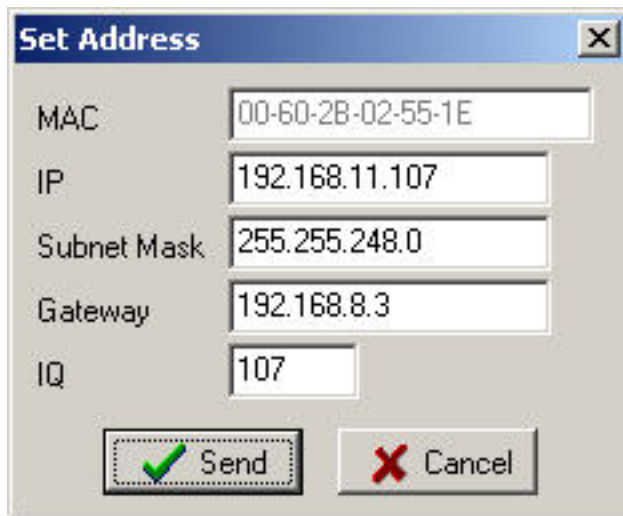 Set Address
MAC 00-60-2B-02-55-1E
IP 192.168.11.107
Subnet Mask 255.255.248.0
Gateway 192.168.8.3
IQ 107
Send Cancel